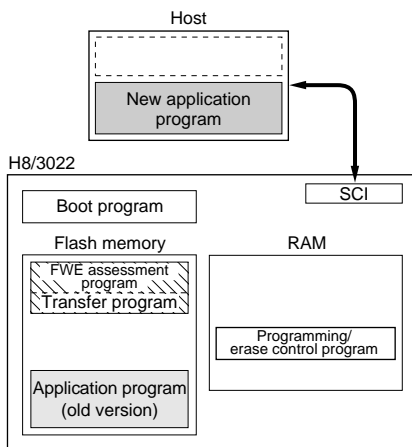 Host
New application
program
H8/3022
SCI
Boot program
Flash memory
RAM
FWE assessment
program
Transfer program
Programming/
erase control program
Application program
(old version)